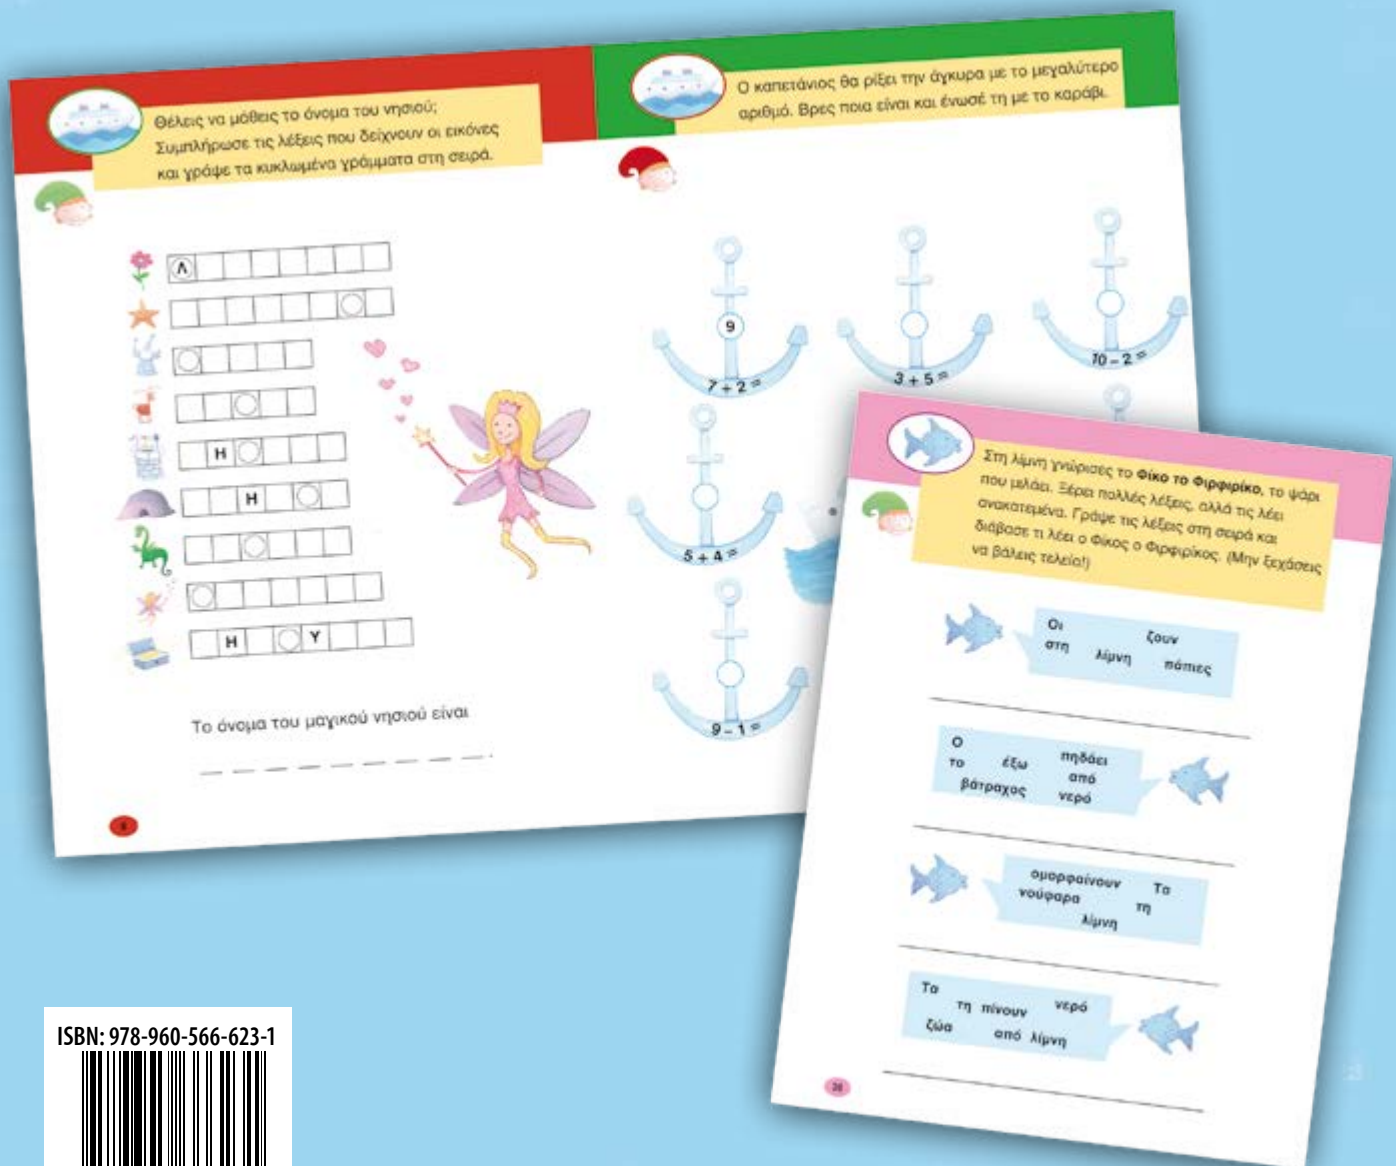 Θέλεις να μάθεις το όνομα του νησιού;
Συμπλήρωσε τις λέξεις που δείχνουν οι εικόνες
και γράψε τα κυκλωμένα γράμματα στη σειρά.
Λ
Η
Η
Η Υ
Το όνομα του μαγικού νησιού είναι
Ο καπετάνιος θα ρίξει την άγκυρα με το μεγαλύτερο
αριθμό. Βρες ποια είναι και ένωσέ τη με το καράβι.
9
7 + 2 =
3 + 5 =
10 – 2 =
5 + 4 =
9 – 1 =
Στη λίμνη γνώρισες το Φίκο το Φιρφιρίκο, το ψάρι
που μιλάει. Ξέρει πολλές λέξεις, αλλά τις λέει
ανακατεμένα. Γράψε τις λέξεις στη σειρά και
διάβασε τι λέει ο Φίκος ο Φιρφιρίκος. (Μην ξεχάσεις
να βάλεις τελεία!)
Οι ζουν
στη λίμνη πάπιες
Ο πηδάει
το έξω από
βάτραχος νερό
ομορφαίνουν Τα
νούφαρα τη
λίμνη
Τα νερό
τη πίνουν
ζώα από λίμνη
ISBN: 978-960-566-623-1